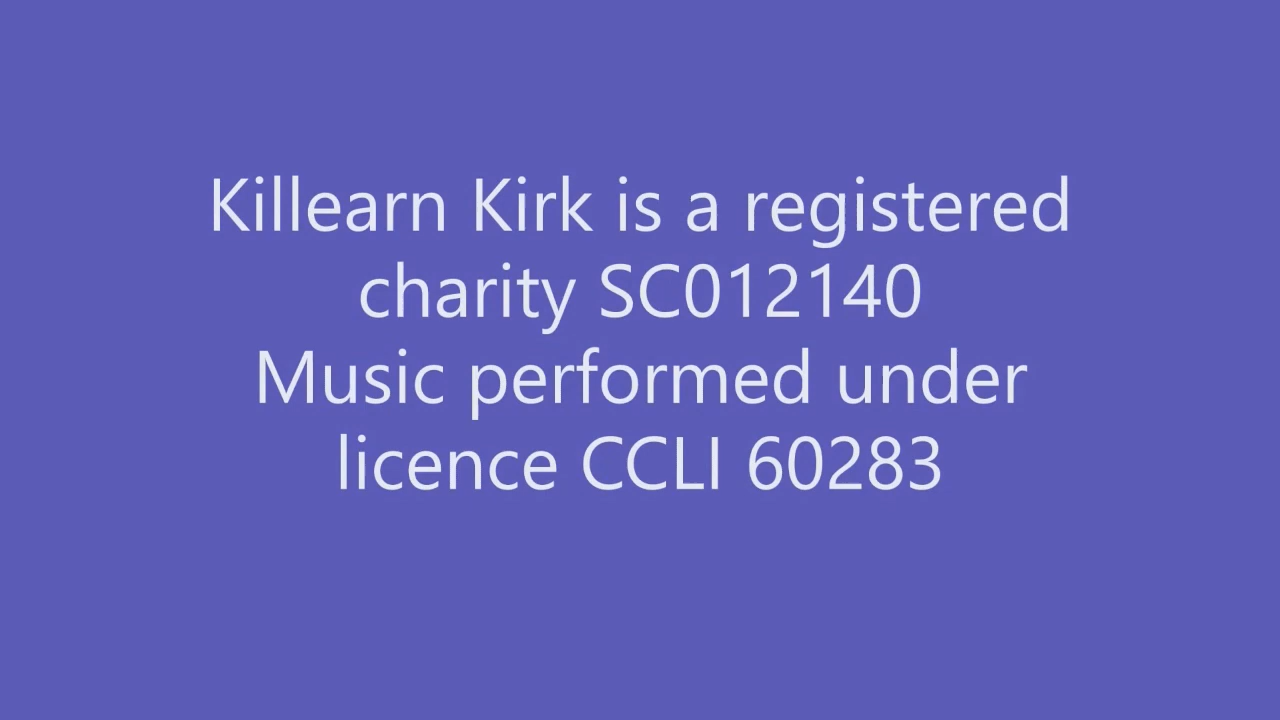 Killearn Kirk is a registered
charity SC012140
Music performed under
licence CCLI 60283